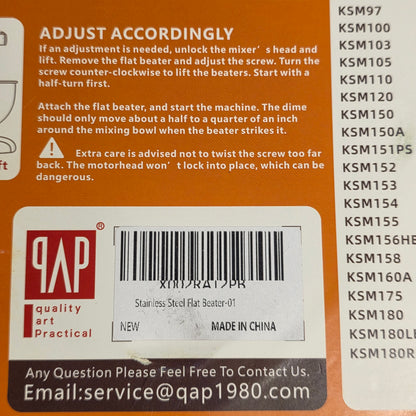 ADJUST ACCORDINGLY
If an adjustment is needed, unlock the mixer's head and
lift. Remove the flat beater and adjust the screw. Turn the
screw counter-clockwise to lift the beaters. Start with a
half-turn first.
Attach the flat beater, and start the machine. The dime
should only move about a half to a quarter of an inch
around the mixing bowl when the beater strikes it.
Extra care is advised not to twist the screw too far
back. The motorhead won't lock into place, which can be
dangerous.
ft
QAP®
quality
art
Practical
X002RA12PB
Stainless Steel Flat Beater-01
NEW
MADE IN CHINA
Any Question Please Feel Free To Contact Us.
Email:service@qap1980.com
KSM97
KSM100
KSM103
KSM105
KSM110
KSM120
KSM150
KSM150A
KSM151PS
KSM152
KSM153
KSM154
KSM155
KSM156HE
KSM158
KSM160A
KSM175
KSM180
KSM180LE
KSM180R